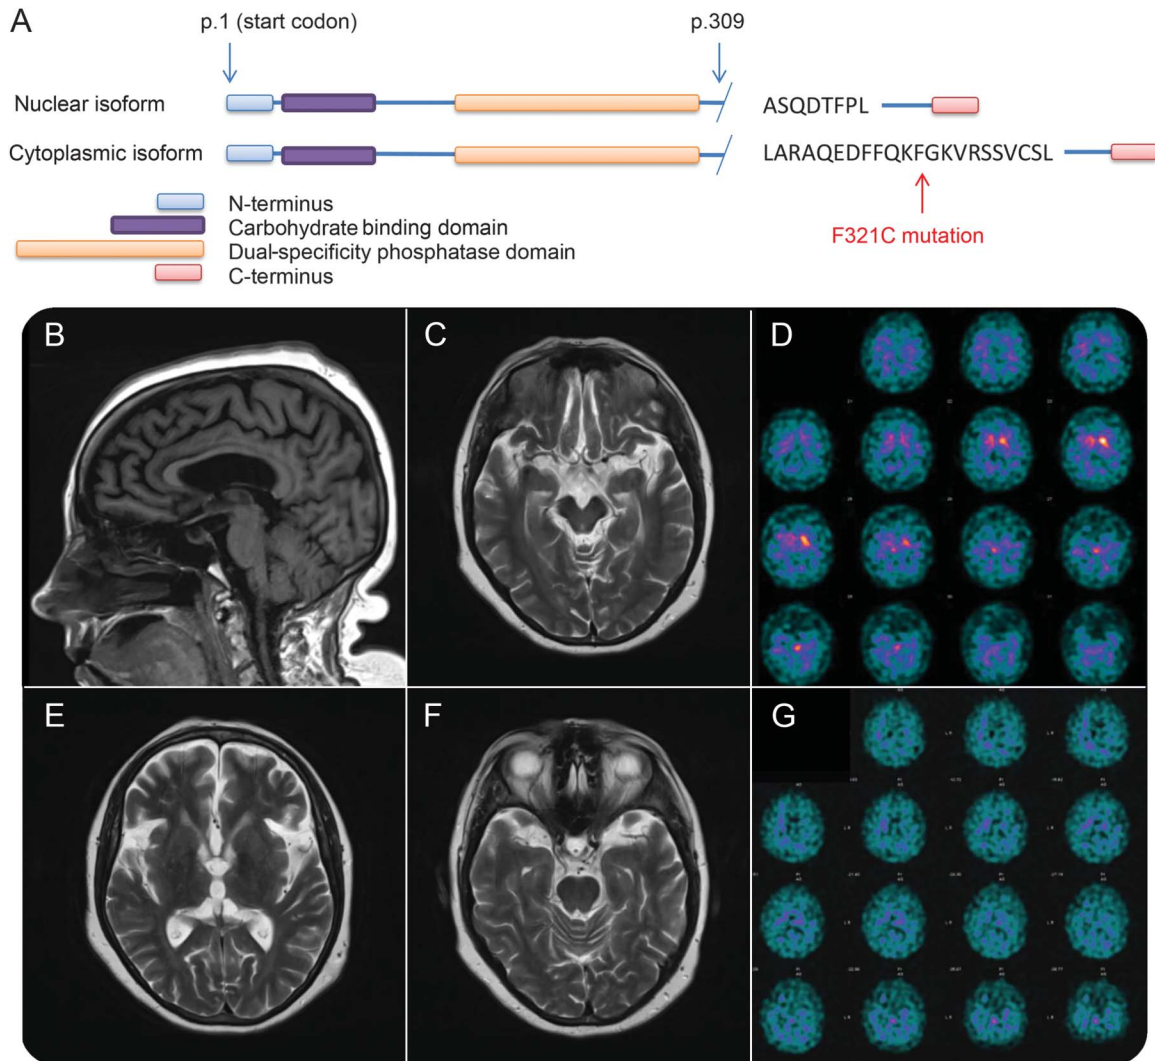 A
p.1 (start codon)
p.309
Nuclear isoform
ASQDTFPL
Cytoplasmic isoform
LARAQEDFFQKFGKVRSSVCSL
N-terminus
Carbohydrate binding domain
F321C mutation
Dual-specificity phosphatase domain
C-terminus
B
C
D
E
F
G